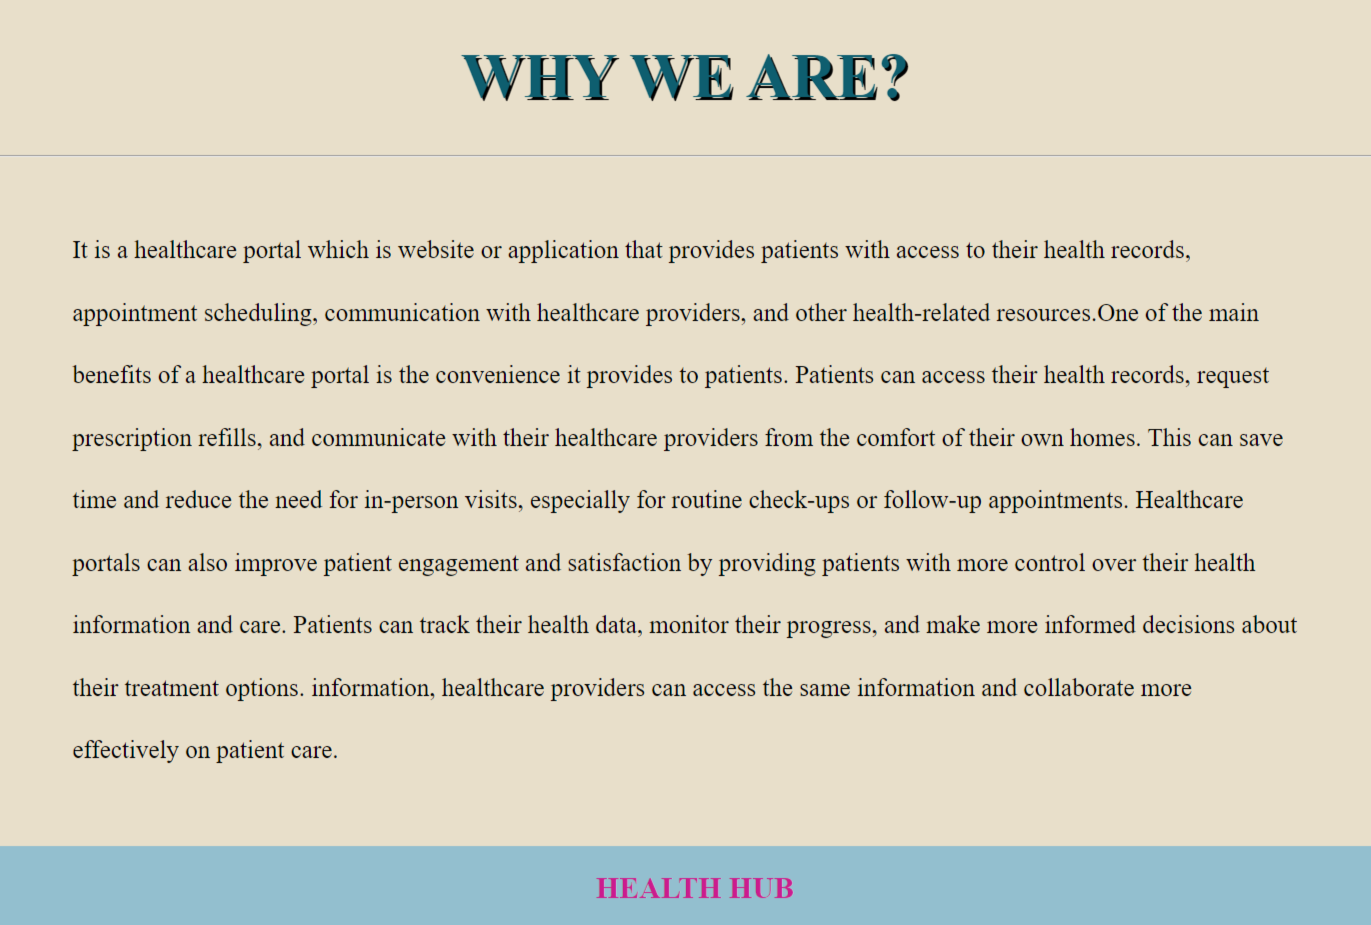 WHY WE ARE?
It is a healthcare portal which is website or application that provides patients with access to their health records,
appointment scheduling, communication with healthcare providers, and other health-related resources.One of the main
benefits of a healthcare portal is the convenience it provides to patients. Patients can access their health records, request
prescription refills, and communicate with their healthcare providers from the comfort of their own homes. This can save
time and reduce the need for in-person visits, especially for routine check-ups or follow-up appointments. Healthcare
portals can also improve patient engagement and satisfaction by providing patients with more control over their health
information and care. Patients can track their health data, monitor their progress, and make more informed decisions about
their treatment options. information, healthcare providers can access the same information and collaborate more
effectively on patient care.
HEALTH HUB